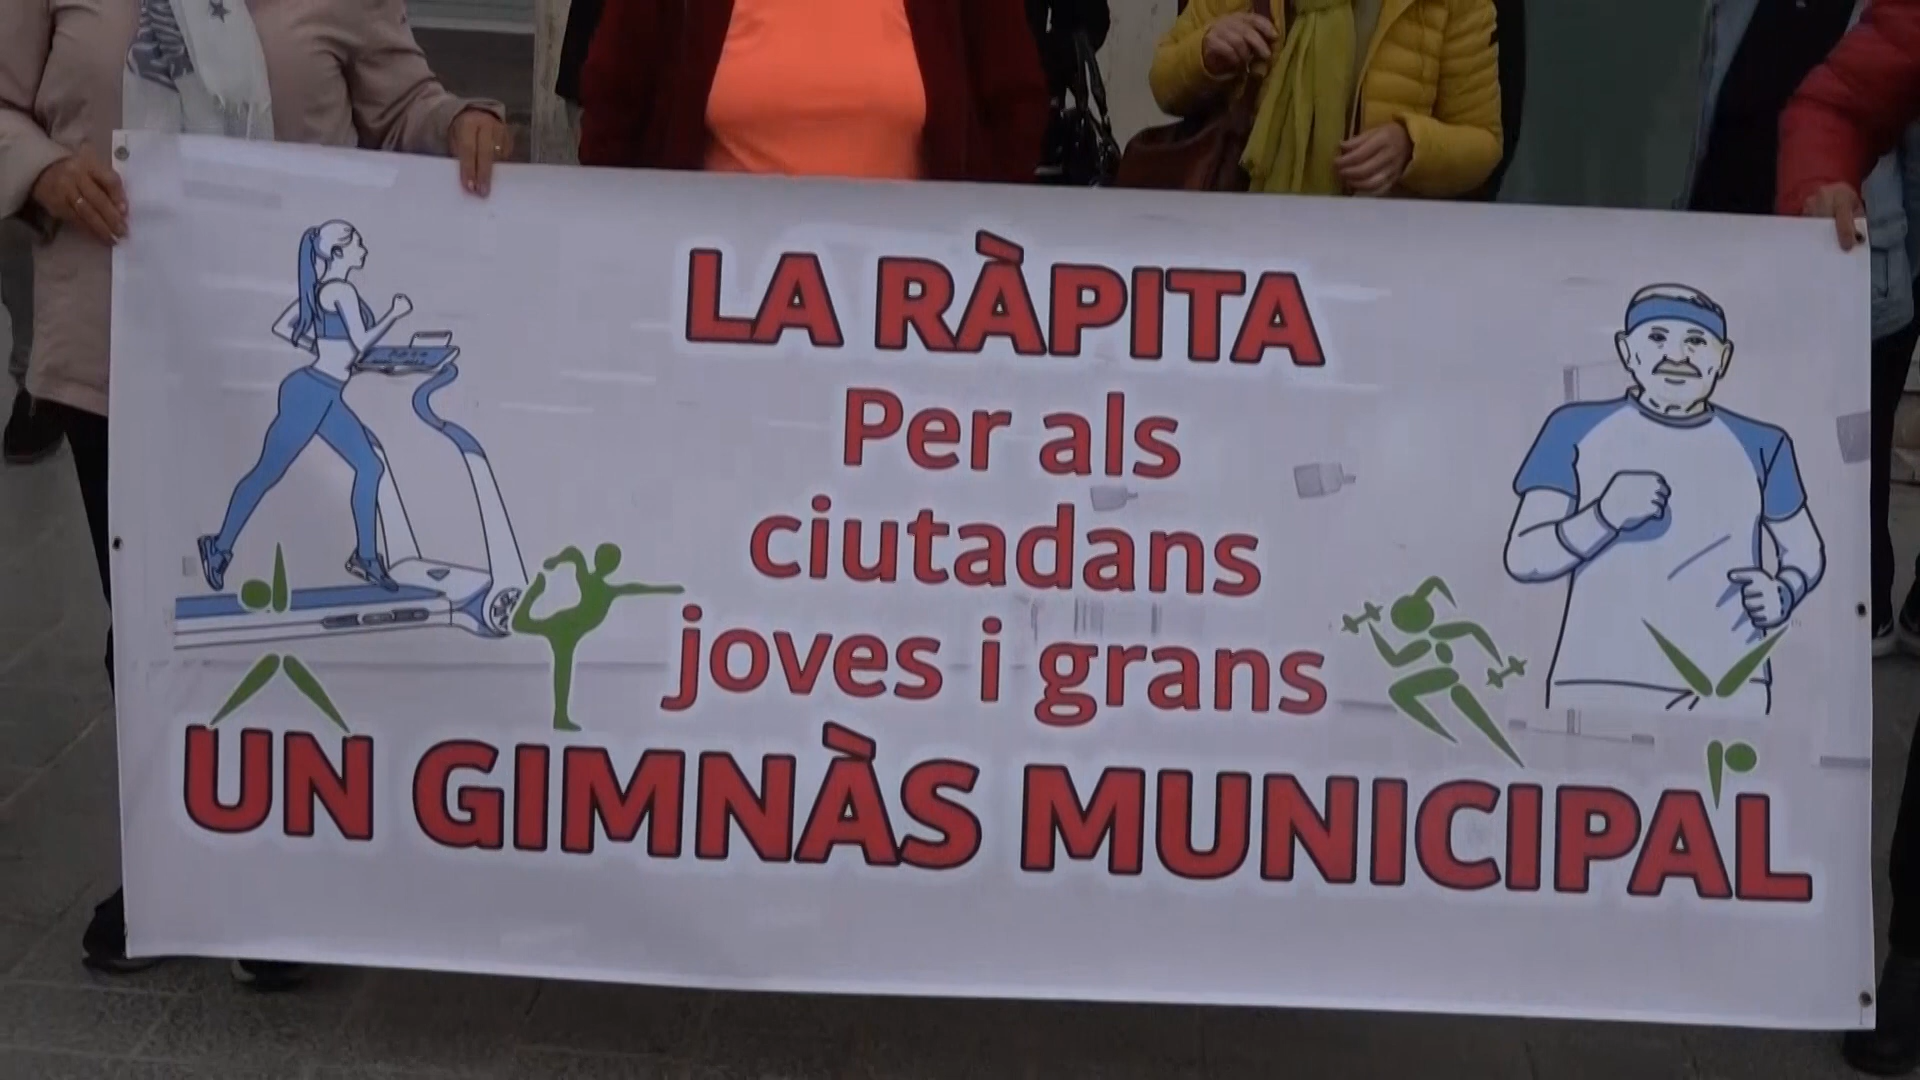 LA RÀPITA
Per als
ciutadans
joves i grans
UN GIMNÀS MUNICIPAL